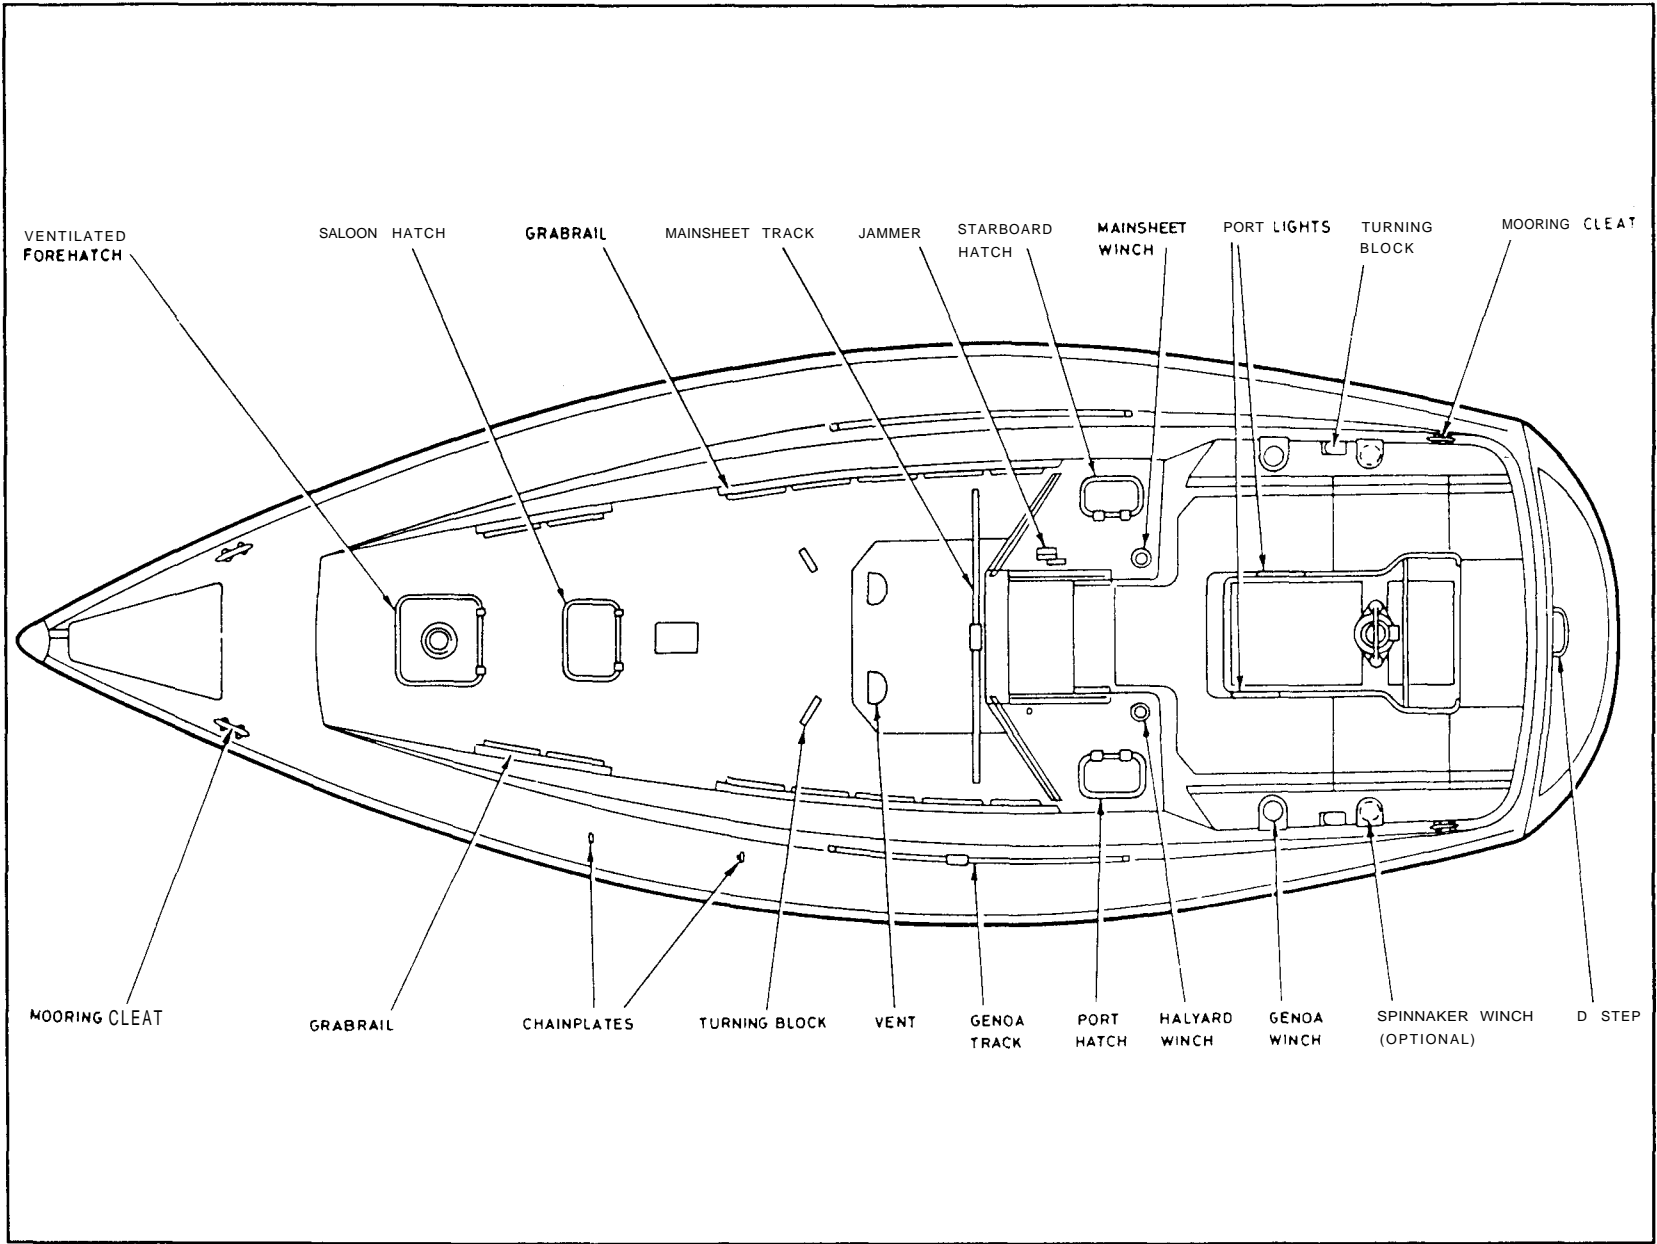 VENTILATED
FOREHATCH
SALOON HATCH
GRABRAIL
MAINSHEET TRACK
JAMMER
STARBOARD
HATCH
MAINSHEET
WINCH
PORT LIGHTS
TURNING
BLOCK
MOORING CLEAT
MOORING CLEAT
GRABRAIL
CHAINPLATES
TURNING BLOCK
VENT
GENOA
TRACK
PORT
HATCH
HALYARD
WINCH
GENOA
WINCH
SPINNAKER WINCH
(OPTIONAL)
D STEP